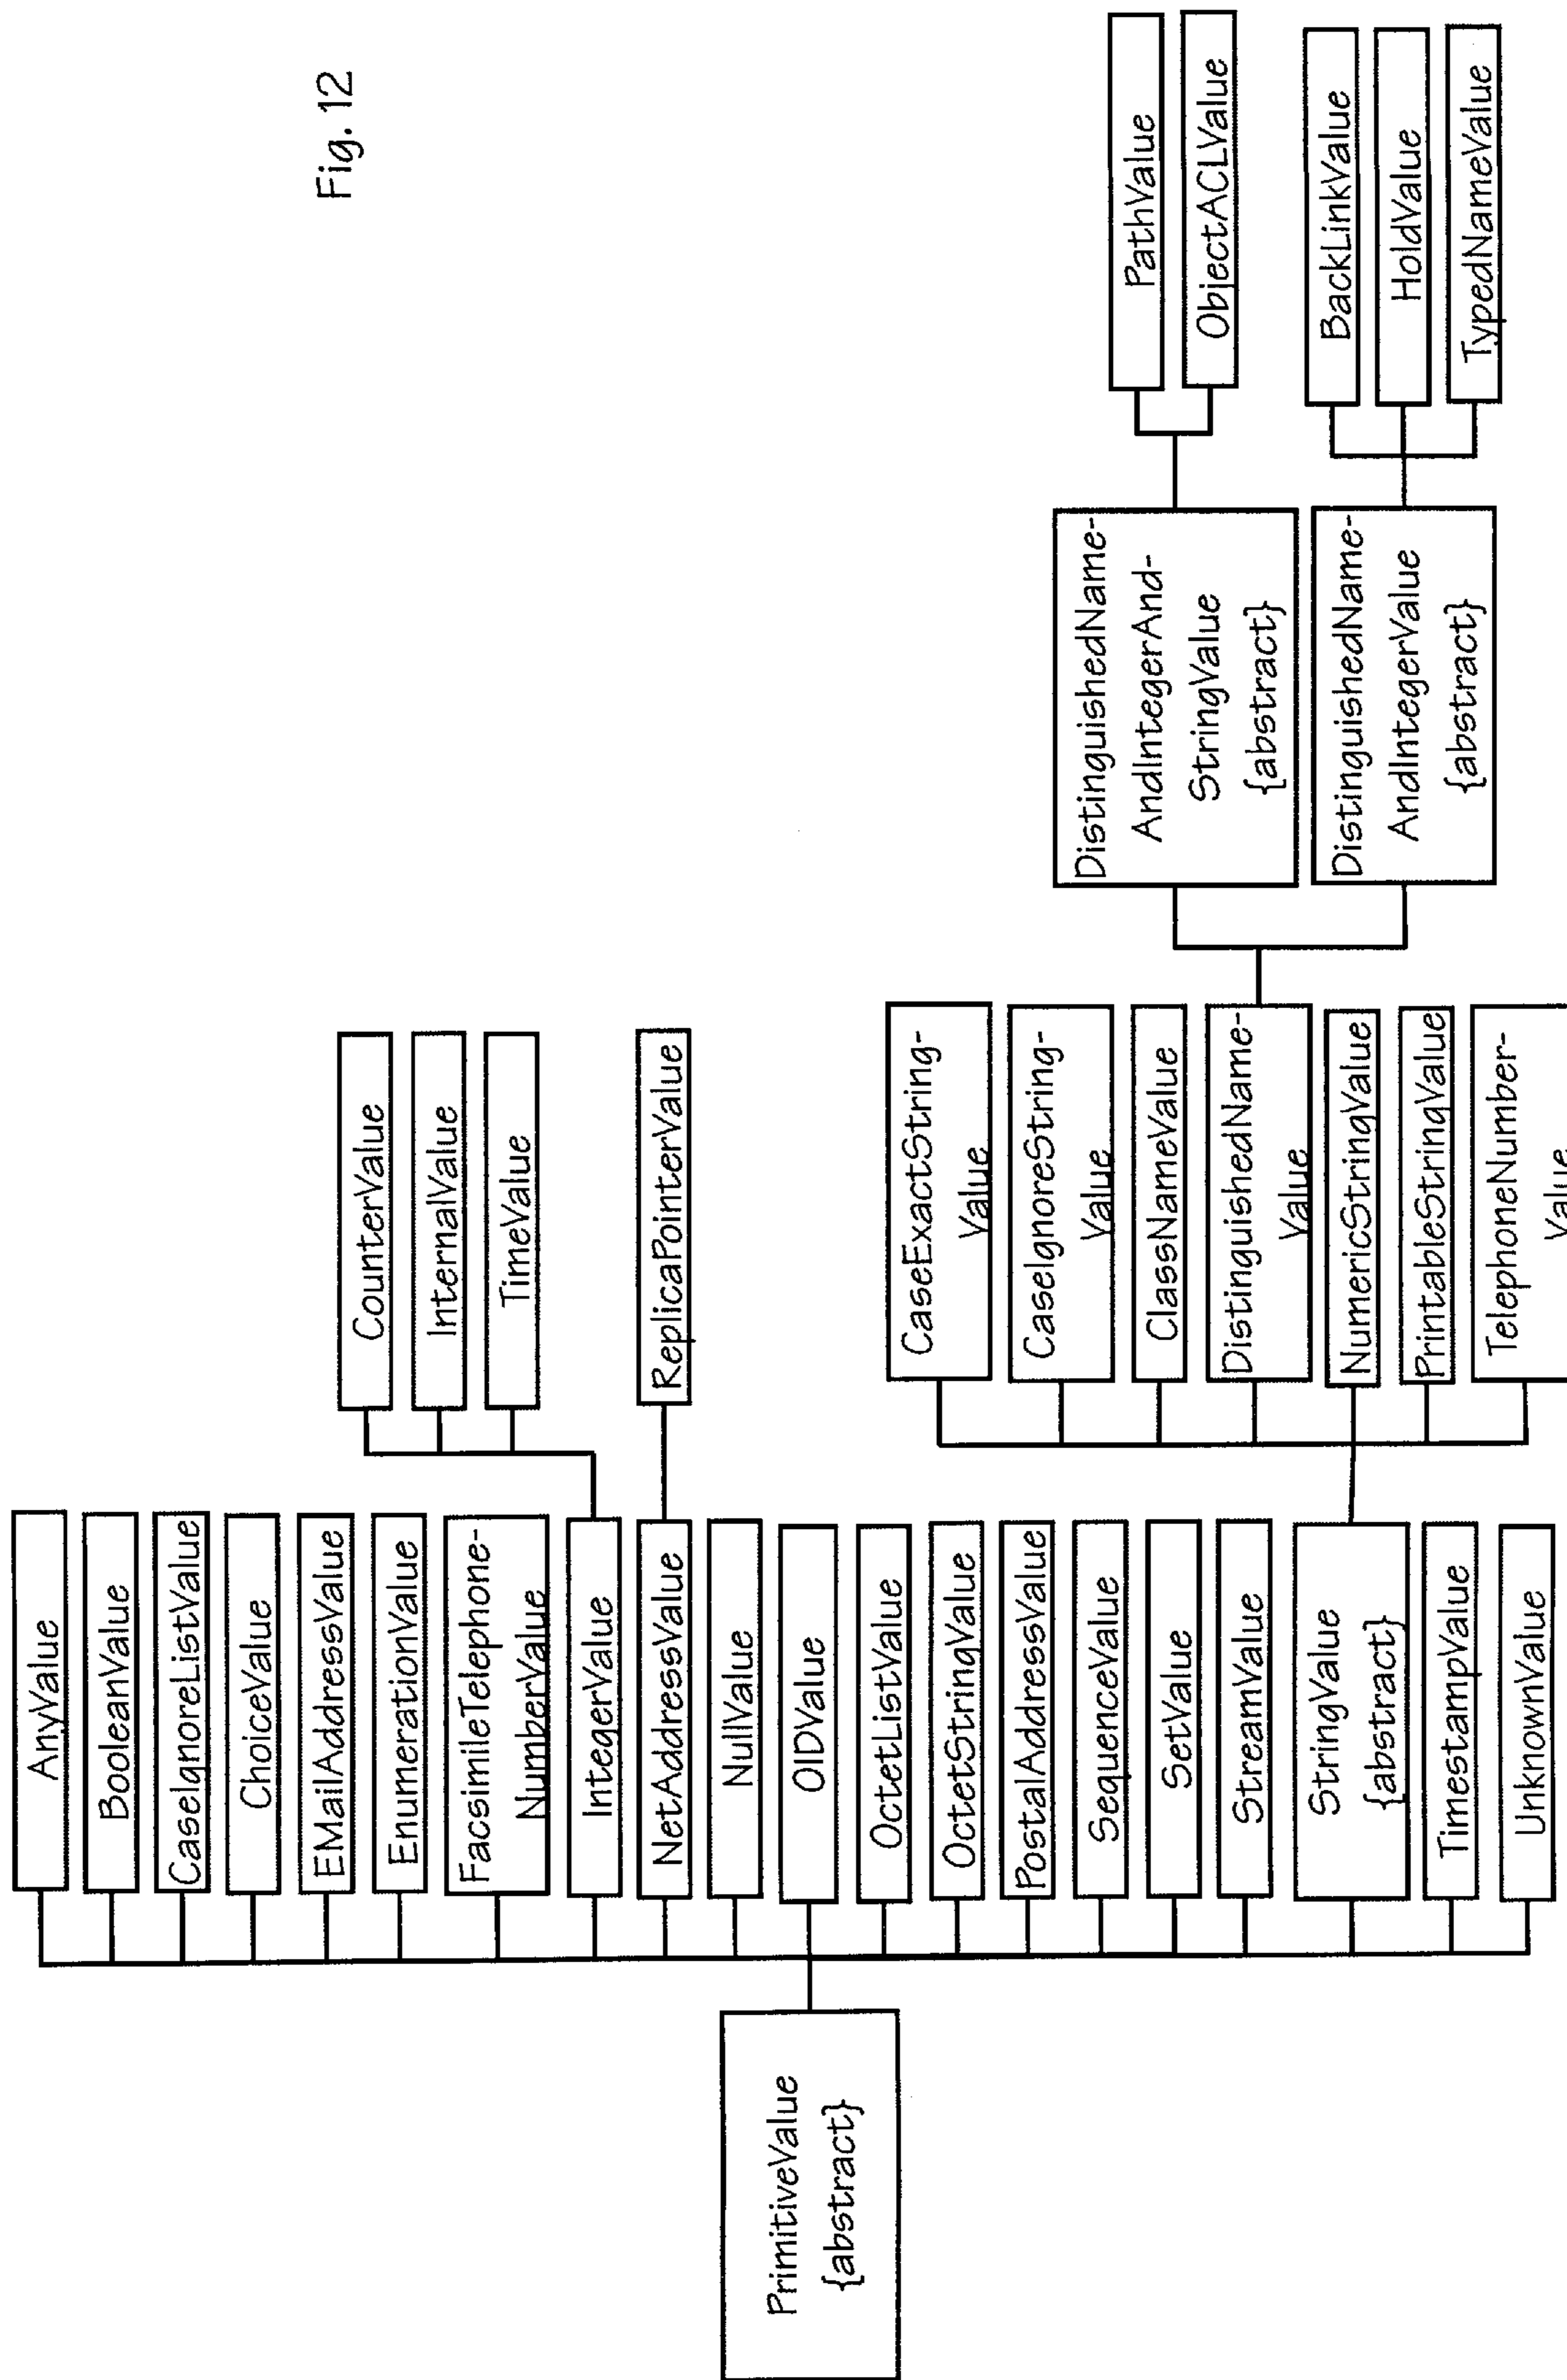 Fig. 12
PrimitiveValue
{abstract}
AnyValue
BooleanValue
CaseIgnoreListValue
ChoiceValue
EMailAddressValue
EnumerationValue
FacsimileTelephone-
NumberValue
IntegerValue
NetAddressValue
NullValue
OIDValue
OctetListValue
OctetStringValue
PostalAddressValue
SequenceValue
SetValue
StreamValue
StringValue
{abstract}
TimestampValue
UnknownValue
CounterValue
InternalValue
TimeValue
ReplicaPointerValue
CaseExactString-
Value
CaseIgnoreString-
Value
ClassNameValue
DistinguishedName-
Value
NumericStringValue
PrintableStringValue
TelephoneNumber-
Value
DistinguishedName-
AndIntegerAnd-
StringValue
{abstract}
DistinguishedName-
AndIntegerValue
{abstract}
PathValue
ObjectACLValue
BackLinkValue
HoldValue
TypedNameValue